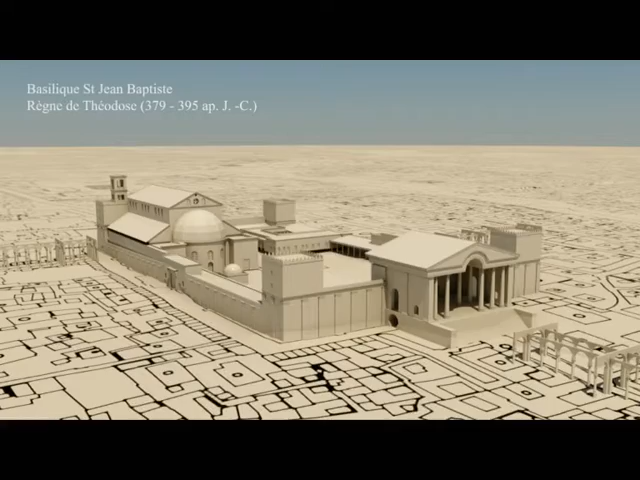 Basilique St Jean Baptiste
Règne de Théodose (379 - 395 ap. J. -C.)